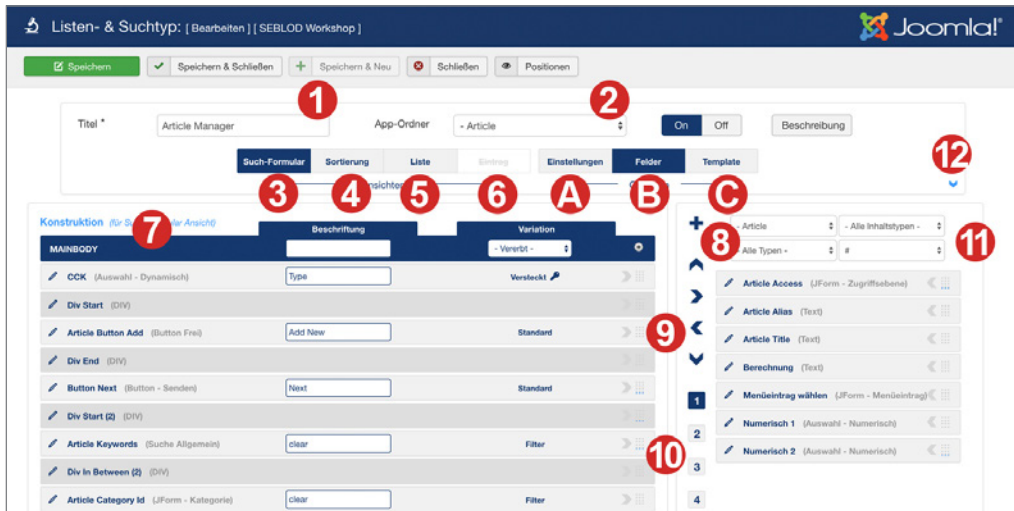 Listen- & Suchtyp: [ Bearbeiten ] [ SEBLOD Workshop ]
Joomla!®
Speichern
Speichern & Schließen
Speichern & Neu
Schließen
Positionen
1
2
Titel *
Article Manager
App-Ordner
- Article
On
Off
Beschreibung
12
Such-Formular
Sortierung
Liste
Eintrag
Einstellungen
Felder
Template
3
4
5
6
A
B
C
Konstruktion
7
Beschriftung
Variation
MAINBODY
- Vererbt -
CCK (Auswahl - Dynamisch)
Type
Versteckt
Div Start (DIV)
Article Button Add (Button Frei)
Add New
Standard
Div End (DIV)
Button Next (Button - Senden)
Next
Standard
Div Start (2) (DIV)
Article Keywords (Suche Allgemein)
clear
Filter
Div In Between (2) (DIV)
Article Category Id (JForm - Kategorie)
clear
Filter
8
9
10
1
2
3
4
- Article
- Alle Inhaltstypen -
Alle Typen -
#
11
Article Access (JForm - Zugriffsebene)
Article Alias (Text)
Article Title (Text)
Berechnung (Text)
Menüeintrag wählen (JForm - Menüeintrag)
Numerisch 1 (Auswahl - Numerisch)
Numerisch 2 (Auswahl - Numerisch)